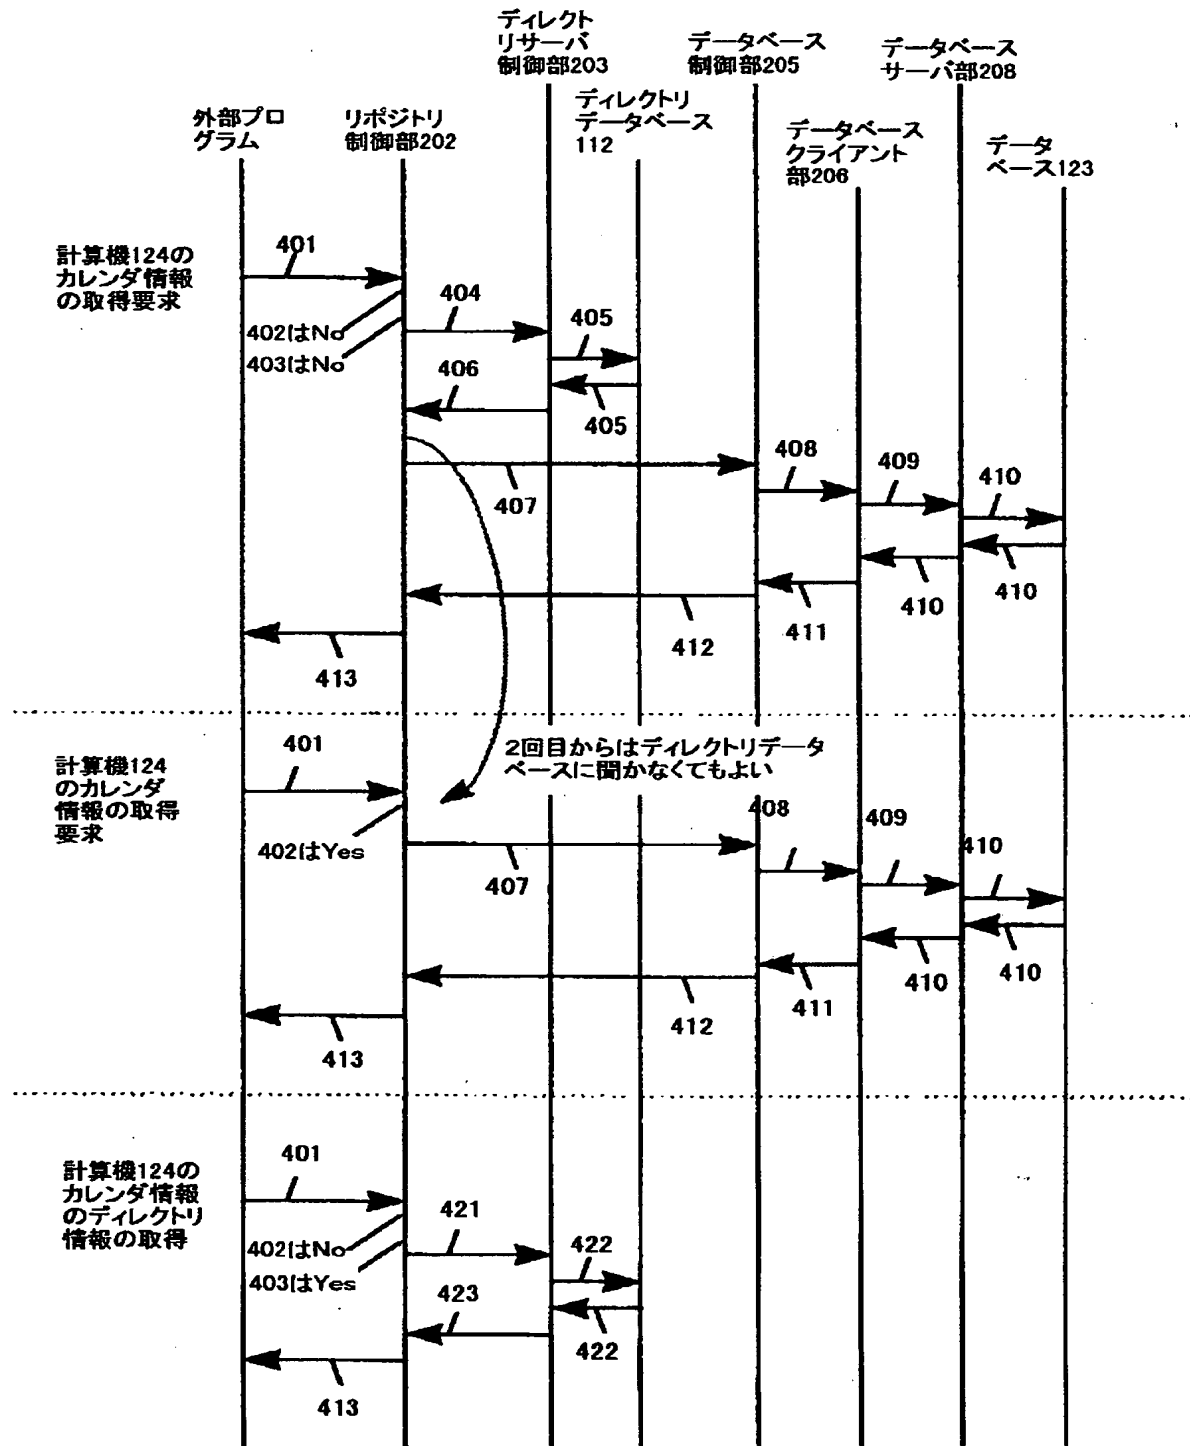 ディレクト
リサーバ
制御部203
データベース
制御部205
データベース
サーバ部208
外部プロ
グラム
リポジトリ
制御部202
ディレクトリ
データベース
112
データベース
クライアント
部206
データ
ベース123
計算機124の
カレンダ情報
の取得要求
401
402はNo
403はNo
404
405
406
405
407
408
409
410
410
410
411
412
413
2回目からはディレクトリデータ
ベースに聞かなくてもよい
計算機124
のカレンダ
情報の取得
要求
401
402はYes
407
408
409
410
410
410
411
412
413
計算機124の
カレンダ情報
のディレクトリ
情報の取得
401
402はNo
403はYes
421
422
423
422
413